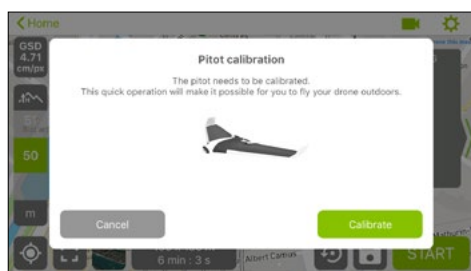 Home
GSD
4.71
cm/px
Pitot calibration
The pitot needs to be calibrated.
This quick operation will make it possible for you to fly your drone outdoors.
50
m
Cancel
Calibrate
6 min : 3 s
Albert Camus
START